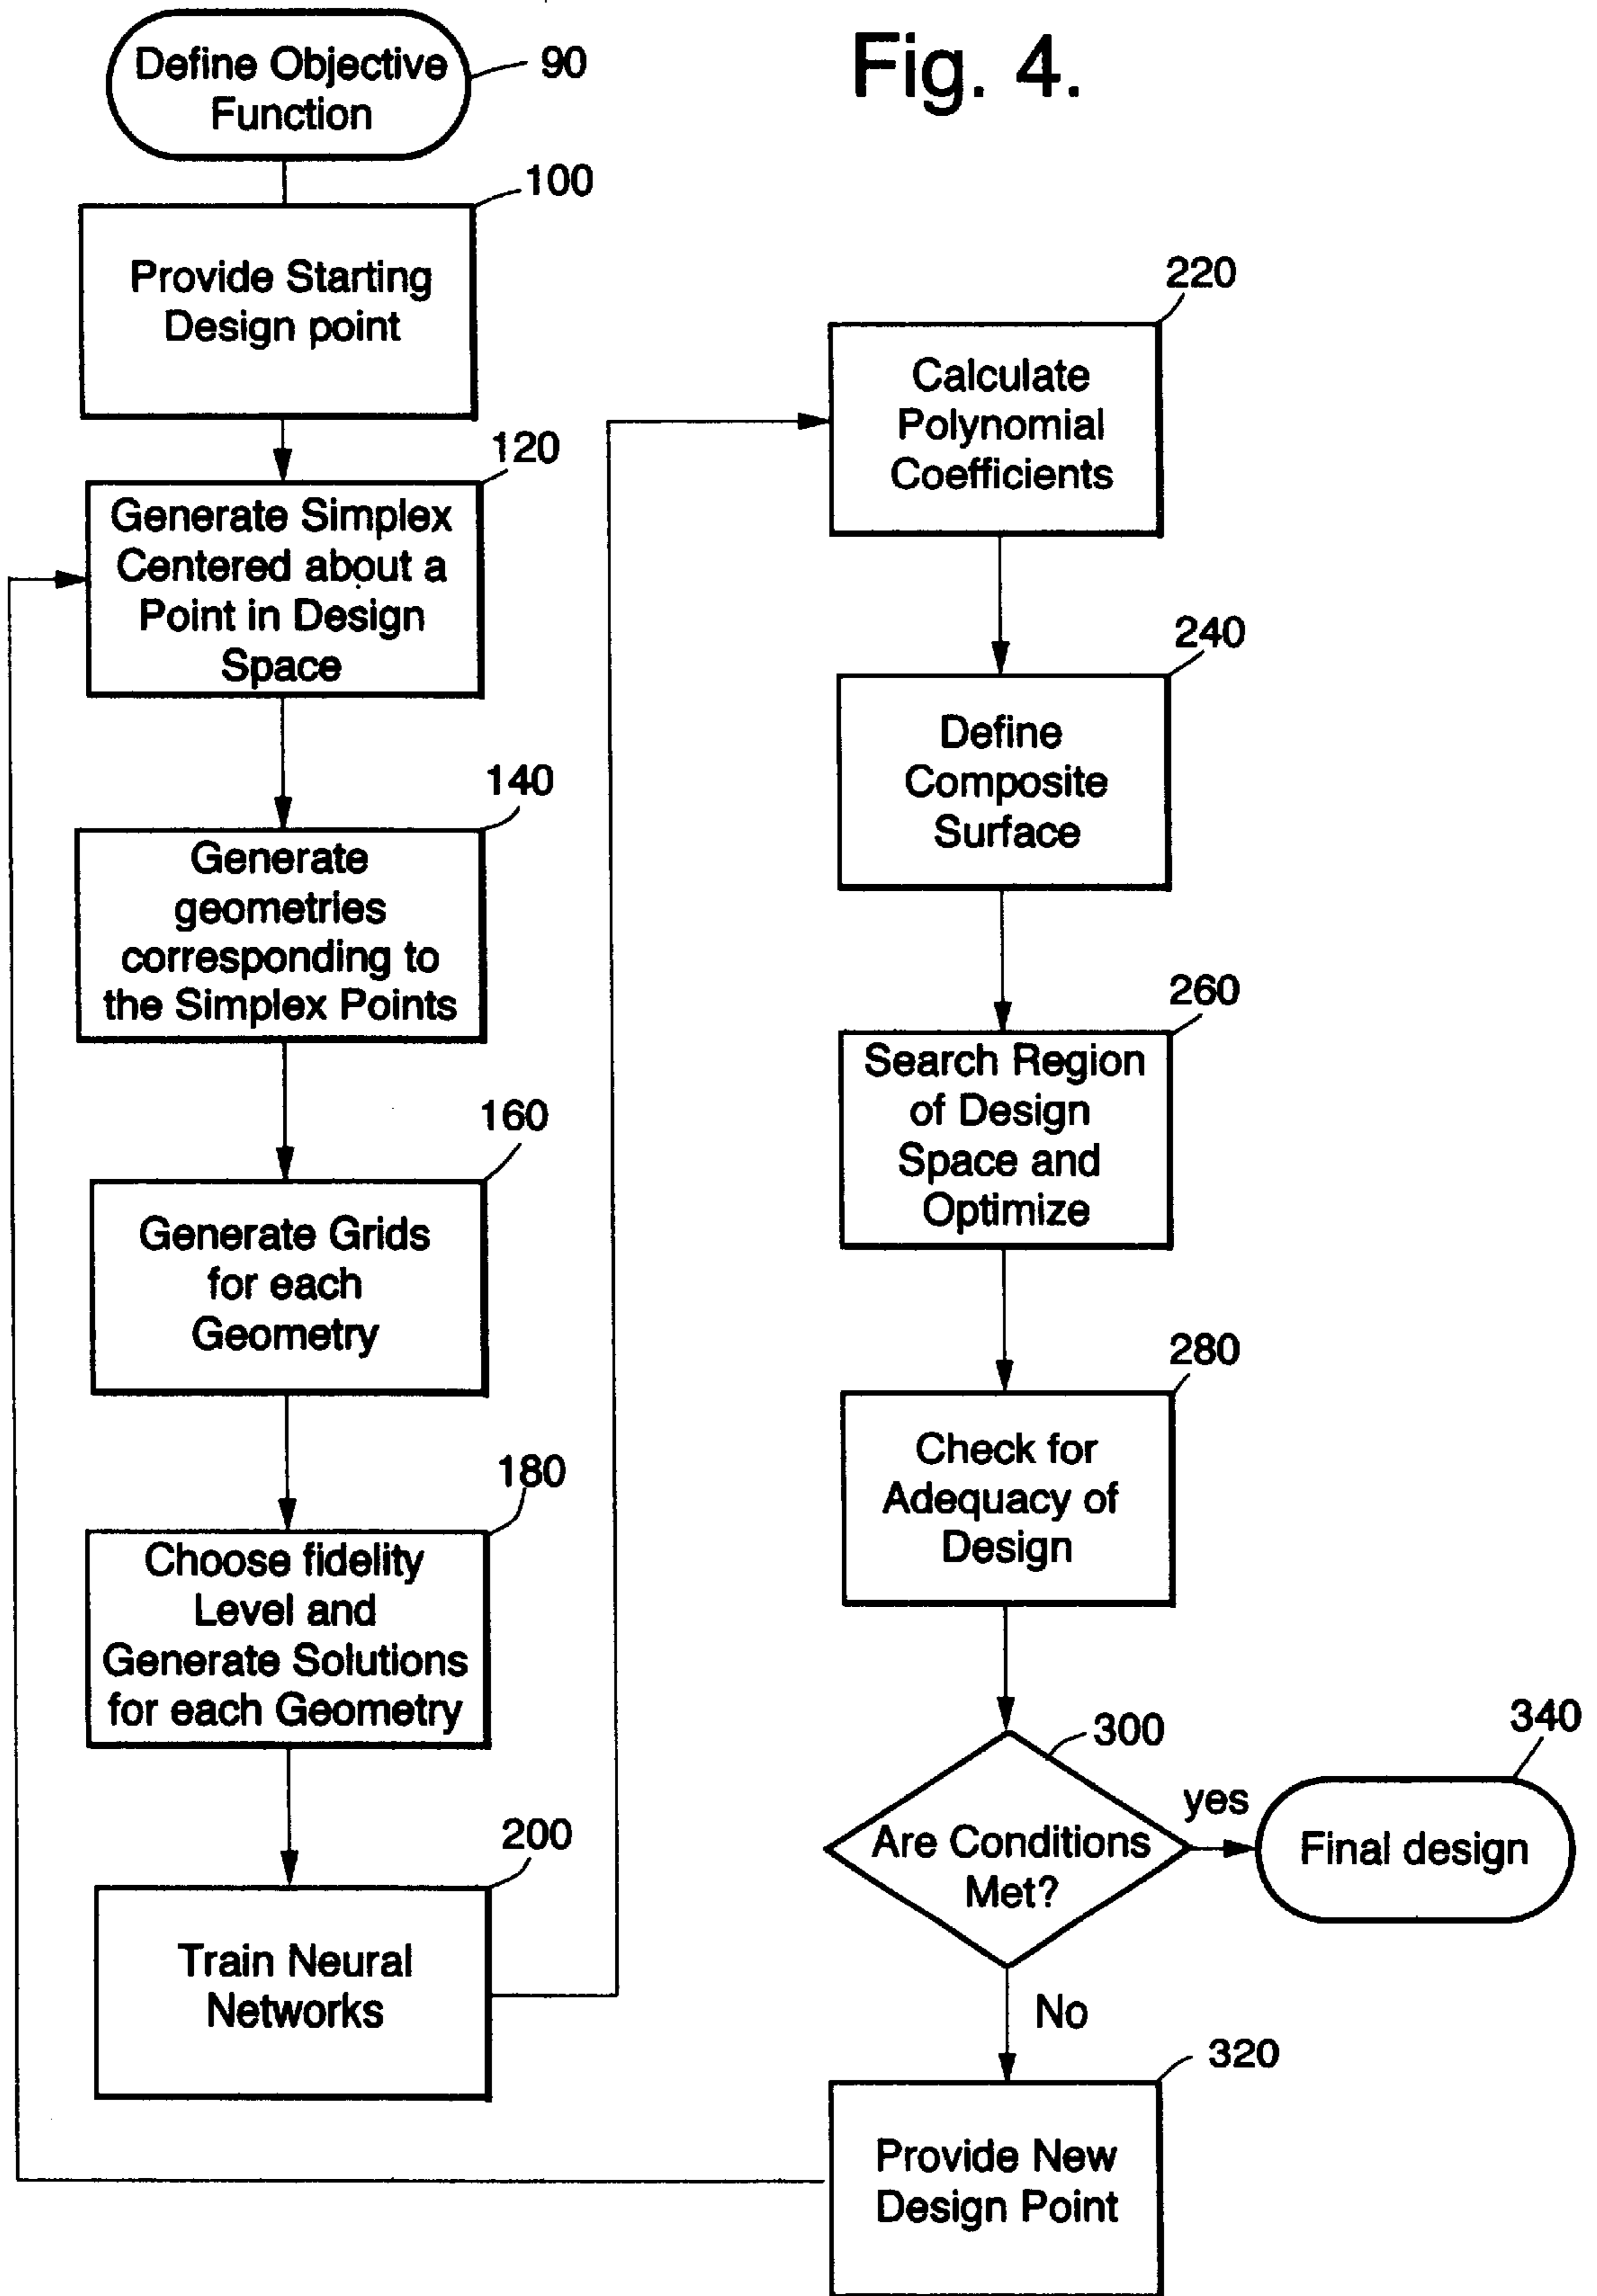 Fig. 4.
Define Objective
Function
90
100
Provide Starting
Design point
120
Generate Simplex
Centered about a
Point in Design
Space
140
Generate
geometries
corresponding to
the Simplex Points
160
Generate Grids
for each
Geometry
180
Choose fidelity
Level and
Generate Solutions
for each Geometry
200
Train Neural
Networks
220
Calculate
Polynomial
Coefficients
240
Define
Composite
Surface
260
Search Region
of Design
Space and
Optimize
280
Check for
Adequacy of
Design
300
Are Conditions
Met?
yes
340
Final design
No
320
Provide New
Design Point